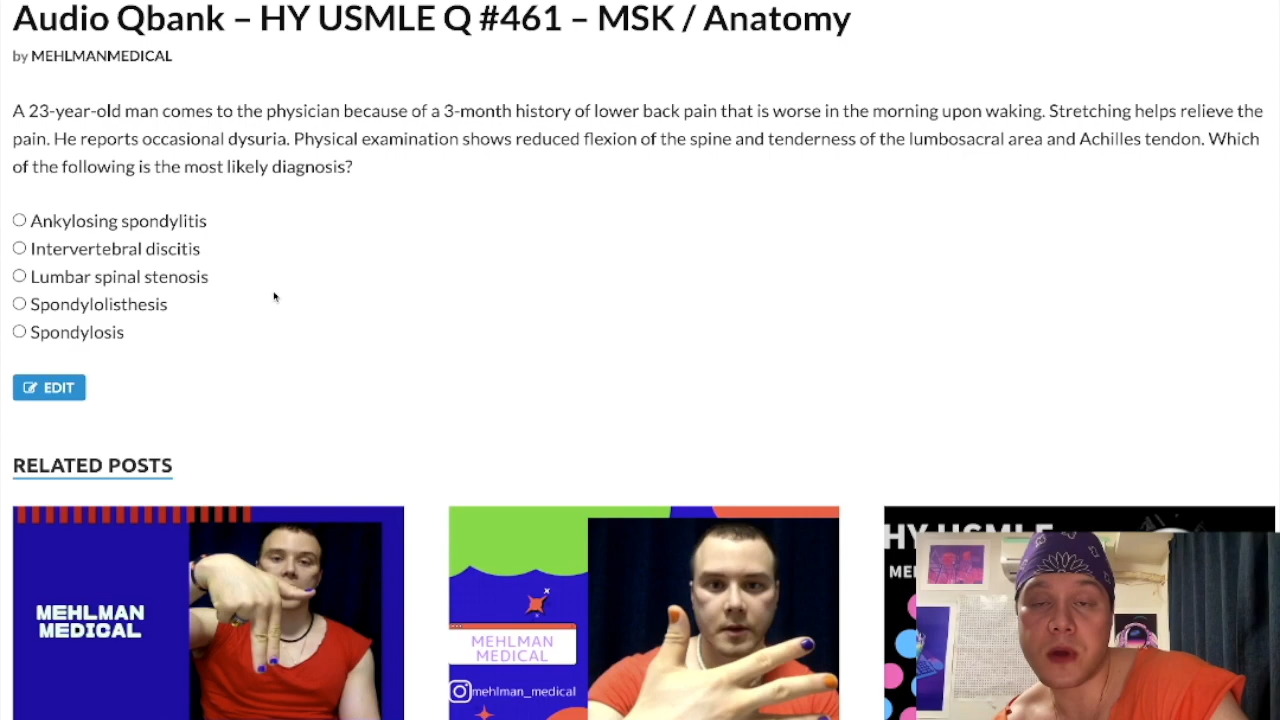 Audio Qbank – HY USMLE Q #461 – MSK / Anatomy
by MEHLMANMEDICAL
A 23-year-old man comes to the physician because of a 3-month history of lower back pain that is worse in the morning upon waking. Stretching helps relieve the
pain. He reports occasional dysuria. Physical examination shows reduced flexion of the spine and tenderness of the lumbosacral area and Achilles tendon. Which
of the following is the most likely diagnosis?
Ankylosing spondylitis
Intervertebral discitis
Lumbar spinal stenosis
Spondylolisthesis
Spondylosis
EDIT
RELATED POSTS
MEHLMAN
MEDICAL
MEHLMAN
MEDICAL
mehlman_medical
HY USMLE